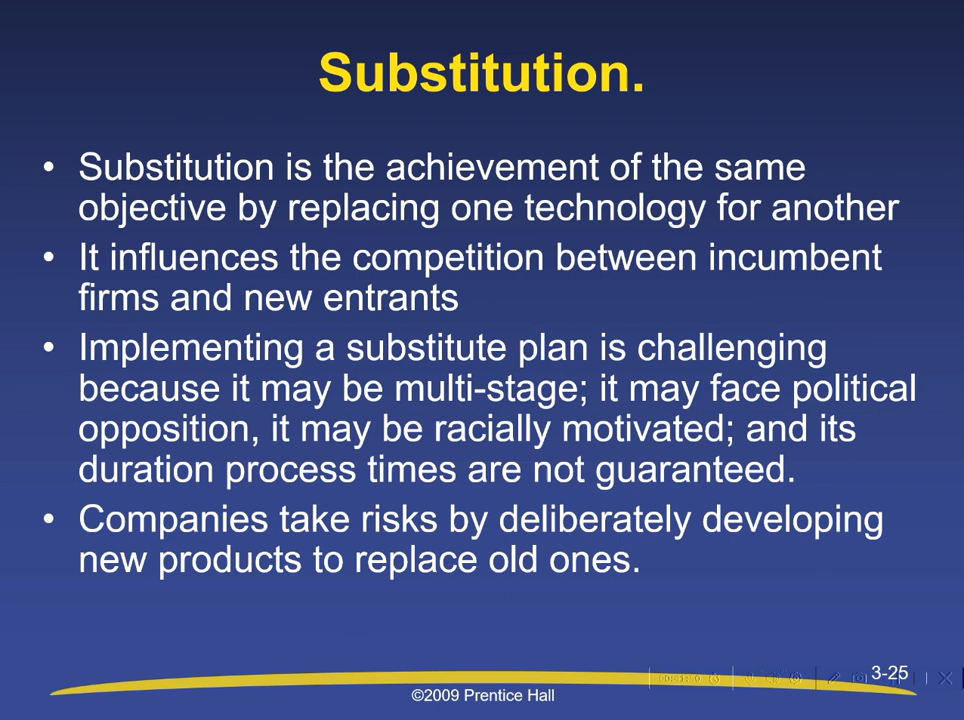 Substitution.
• Substitution is the achievement of the same
objective by replacing one technology for another
• It influences the competition between incumbent
firms and new entrants
• Implementing a substitute plan is challenging
because it may be multi-stage; it may face political
opposition, it may be racially motivated; and its
duration process times are not guaranteed.
• Companies take risks by deliberately developing
new products to replace old ones.
3-25
©2009 Prentice Hall